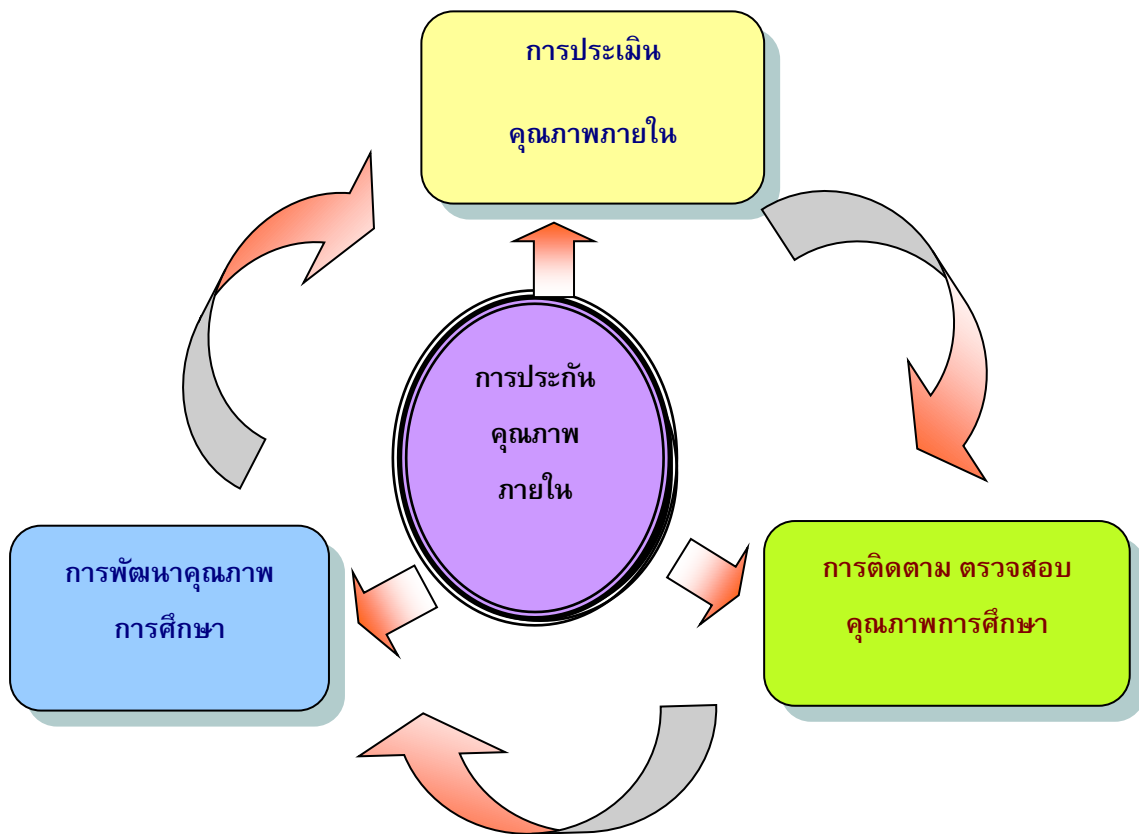 การประเมิน
คุณภาพภายใน
การประกัน
คุณภาพ
ภายใน
การพัฒนาคุณภาพ
การศึกษา
การติดตาม ตรวจสอบ
คุณภาพการศึกษา